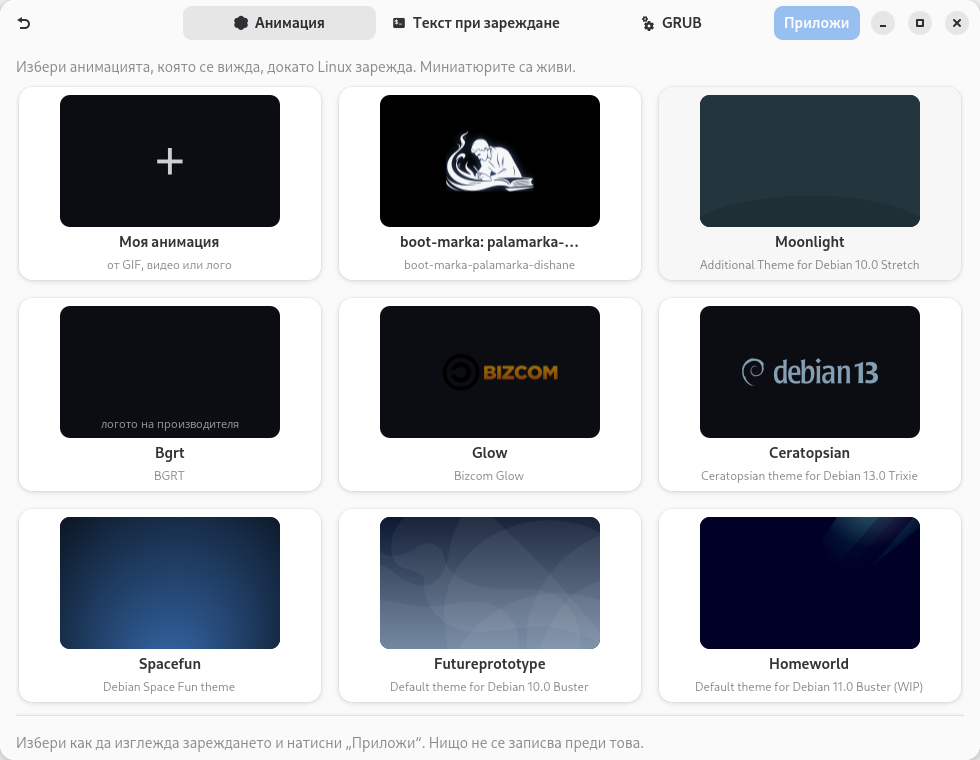 Анимация
Текст при зареждане
GRUB
Приложи
Избери анимацията, която се вижда, докато Linux зарежда. Миниатюрите са живи.
Моя анимация
от GIF, видео или лого
boot-marka: palamarka-…
boot-marka-palamarka-dishane
Moonlight
Additional Theme for Debian 10.0 Stretch
логото на производителя
Bgrt
BGRT
BIZCOM
Glow
Bizcom Glow
debian 13
Ceratopsian
Ceratopsian theme for Debian 13.0 Trixie
Spacefun
Debian Space Fun theme
Futureprototype
Default theme for Debian 10.0 Buster
Homeworld
Default theme for Debian 11.0 Buster (WIP)
Избери как да изглежда зареждането и натисни „Приложи“. Нищо не се записва преди това.